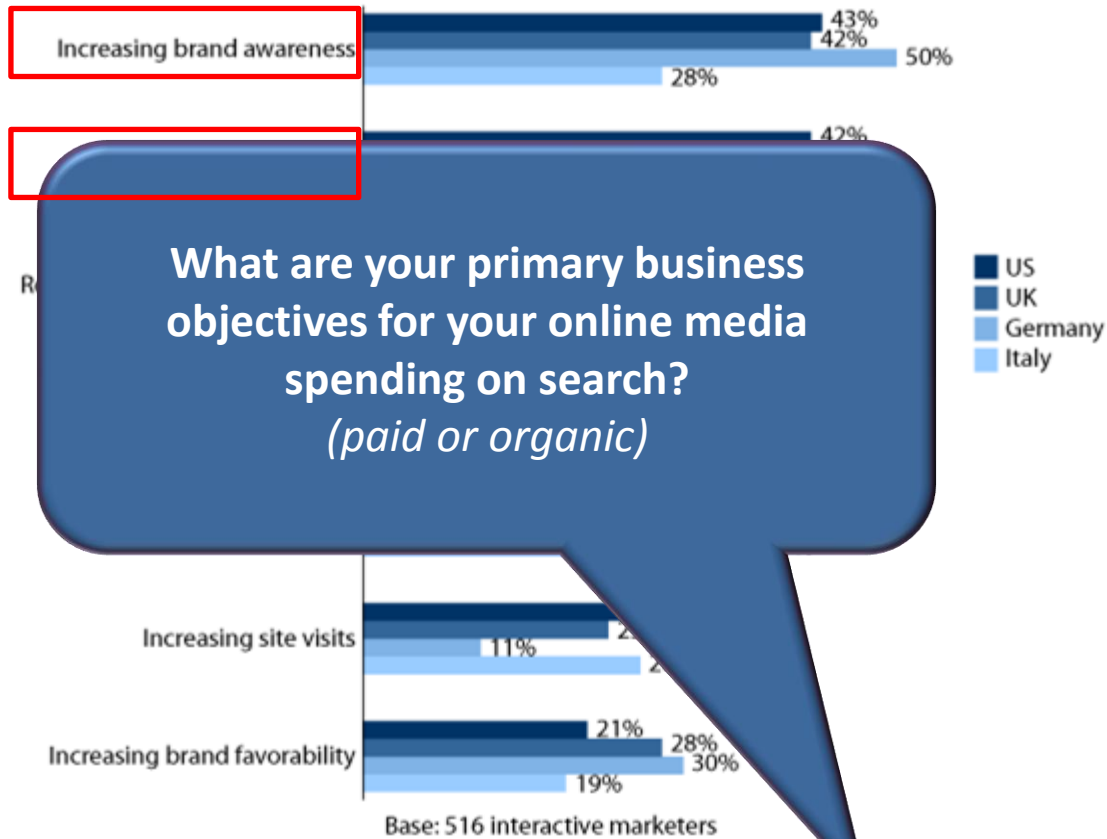 43%
Increasing brand awareness
42%
50%
28%
42%
What are your primary business
objectives for your online media
spending on search?
(paid or organic)
US
UK
Germany
Italy
Increasing site visits
11%
21%
Increasing brand favorability
28%
30%
19%
Base: 516 interactive marketers